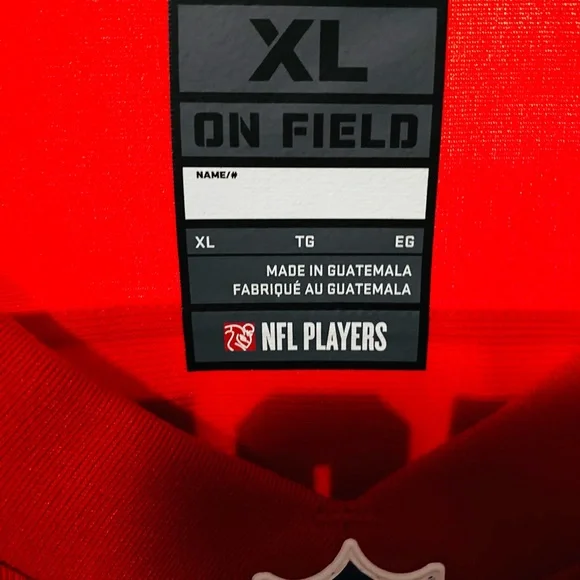 XL
ON FIELD
NAME/#
XL TG EG
MADE IN GUATEMALA
FABRIQUÉ AU GUATEMALA
NFL PLAYERS